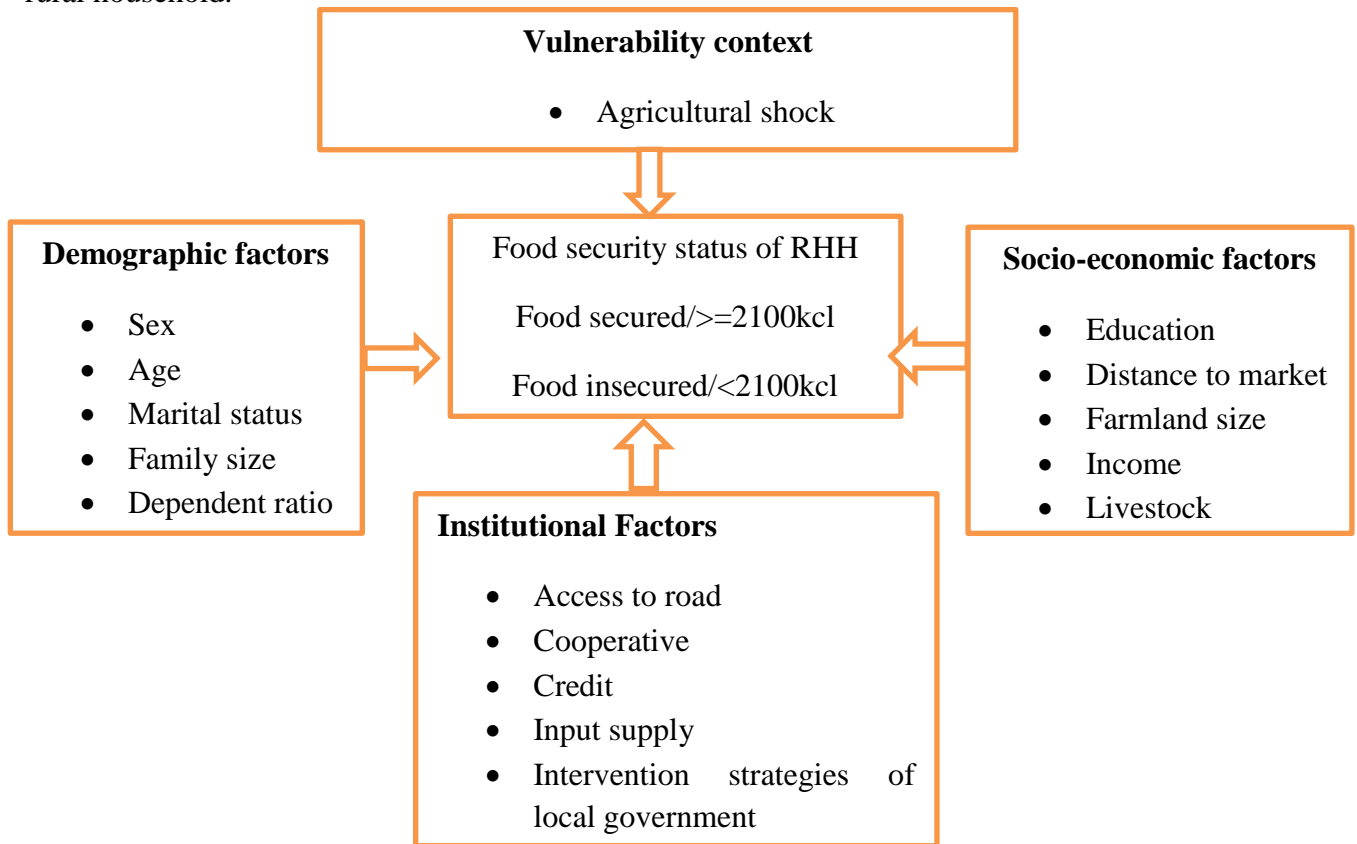 rural household.
Vulnerability context
• Agricultural shock
Demographic factors
• Sex
• Age
• Marital status
• Family size
• Dependent ratio
Food security status of RHH
Food secured/>=2100kcl
Food insecured/<2100kcl
Socio-economic factors
• Education
• Distance to market
• Farmland size
• Income
• Livestock
Institutional Factors
• Access to road
• Cooperative
• Credit
• Input supply
• Intervention strategies of
local government